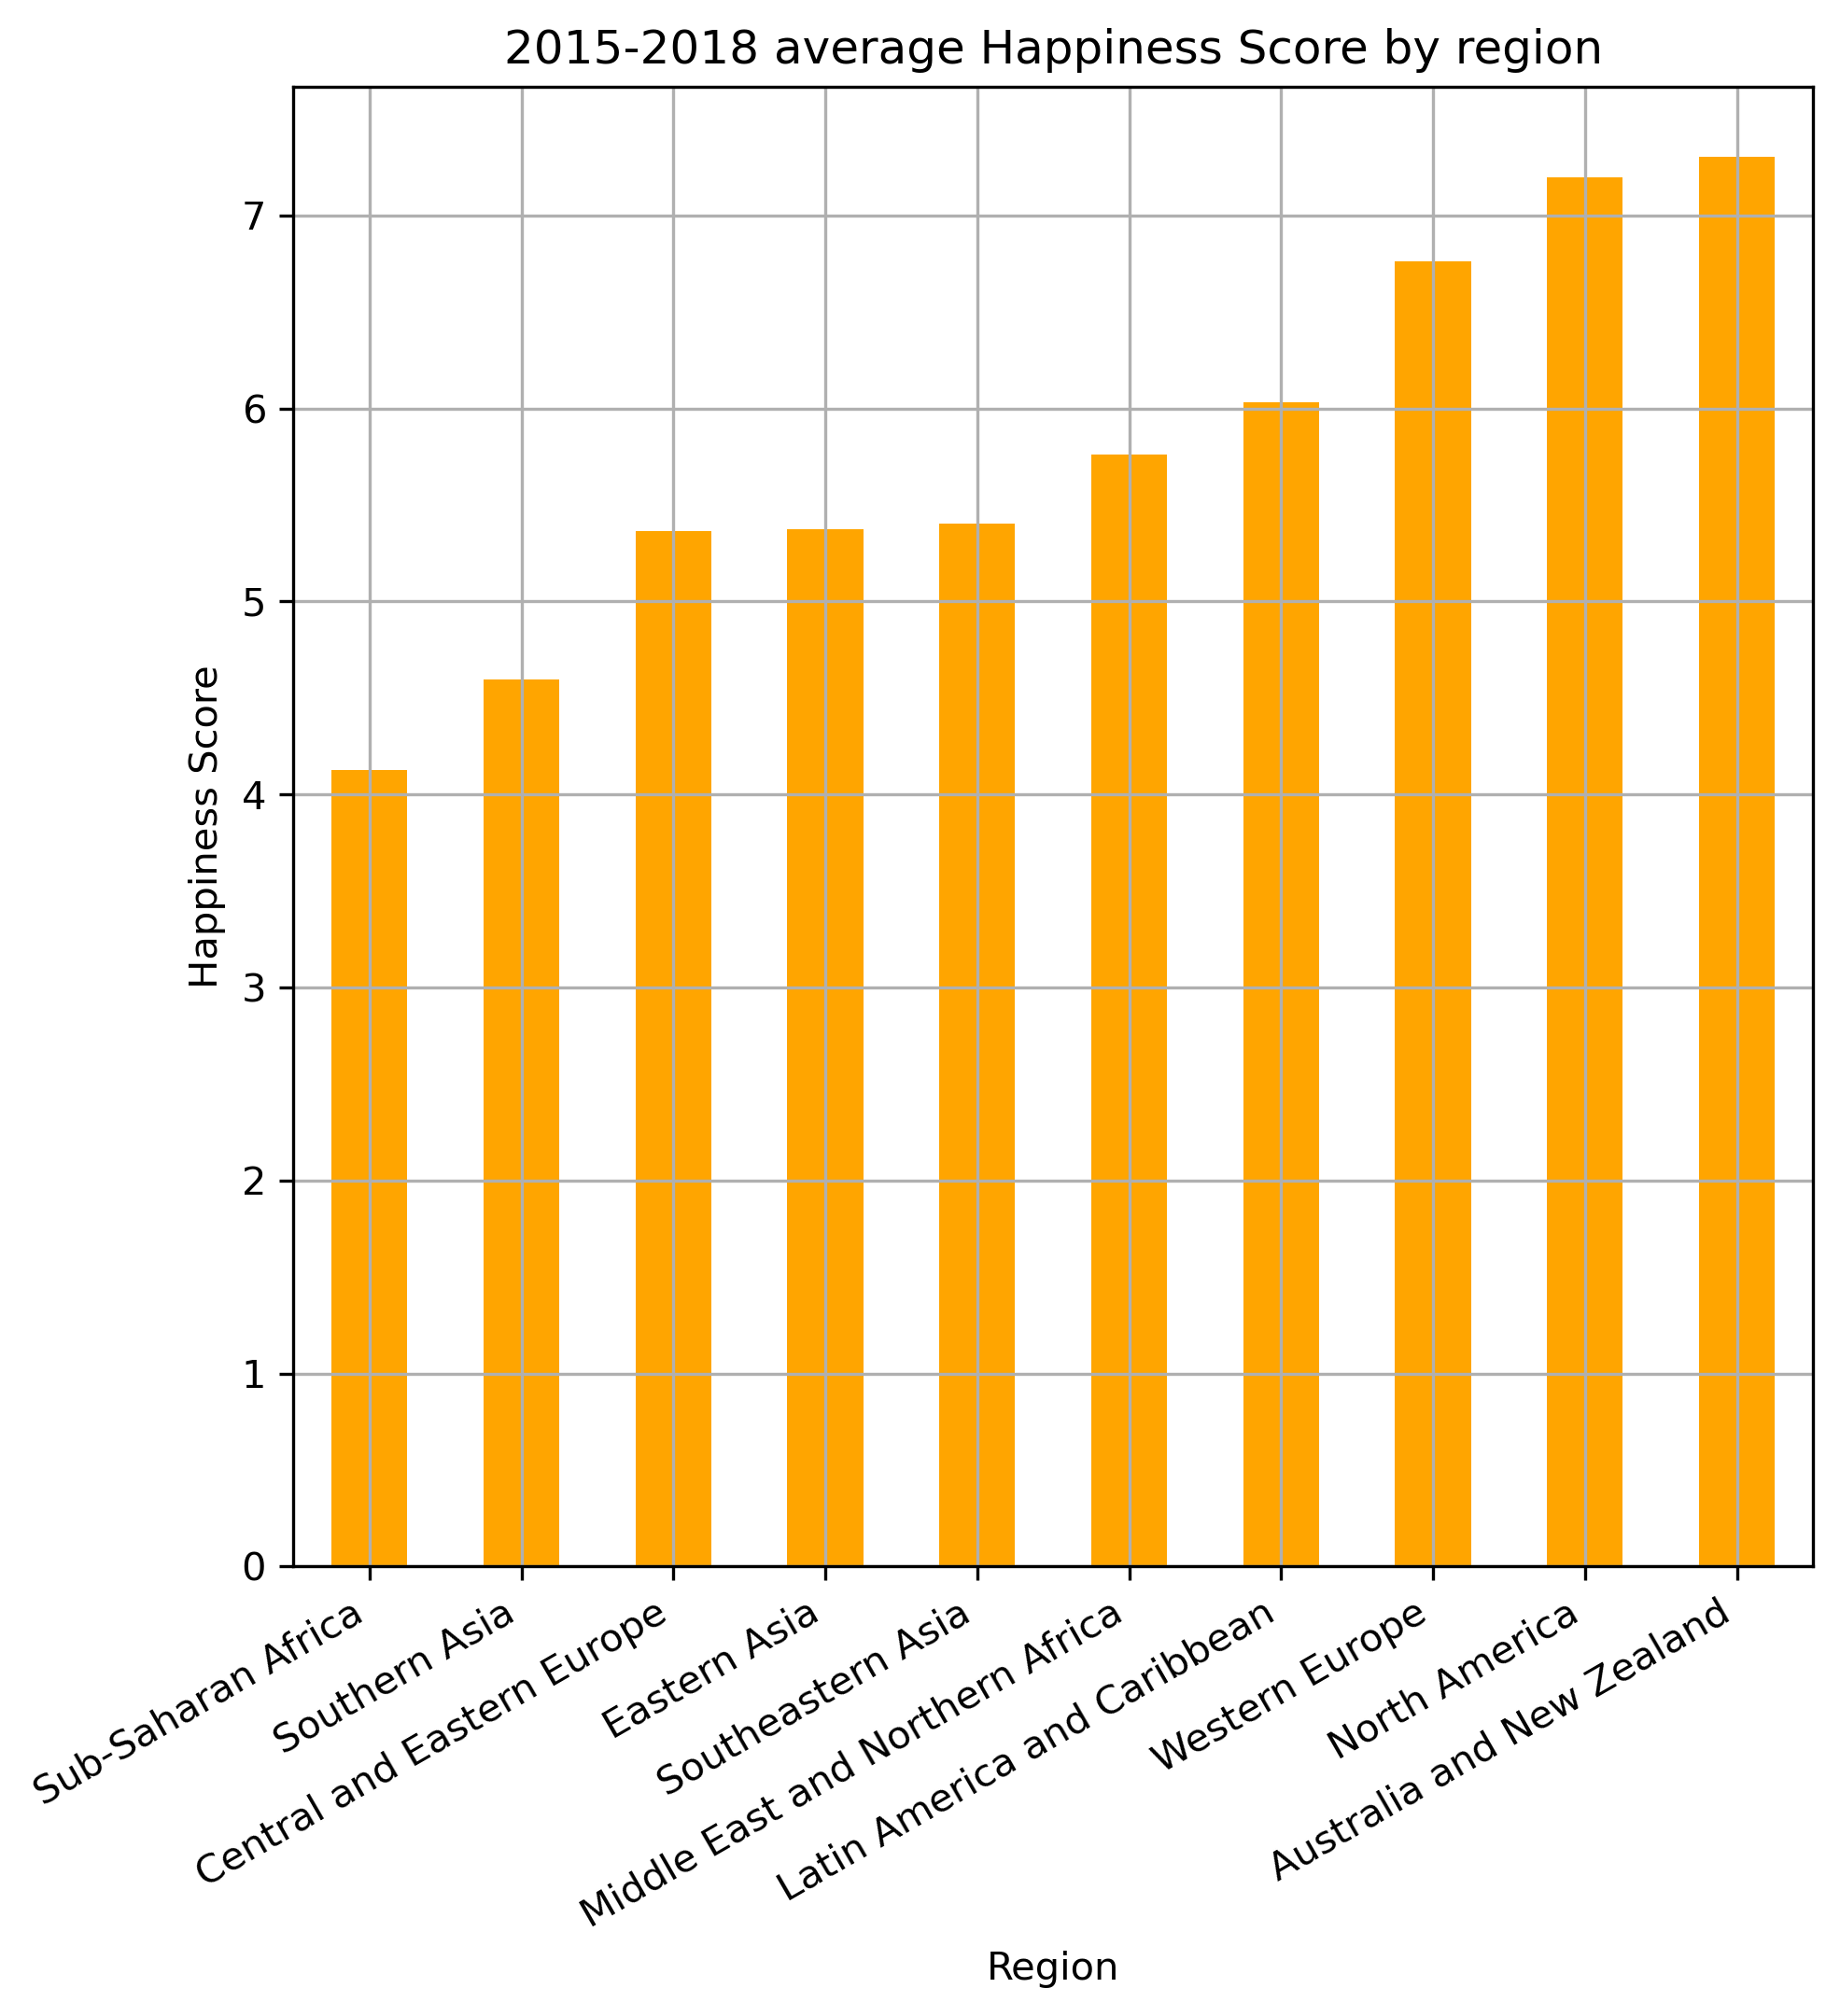 2015-2018 average Happiness Score by region
Happiness Score
7
6
5
4
3
2
1
0
Sub-Saharan Africa
Southern Asia
Central and Eastern Europe
Eastern Asia
Southeastern Asia
Middle East and Northern Africa
Latin America and Caribbean
Western Europe
North America
Australia and New Zealand
Region